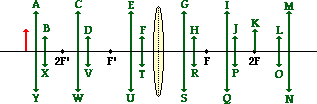 A C E G I M
B D F H J K L
2F' F' F 2F
X V T R P O
Y W U S Q N